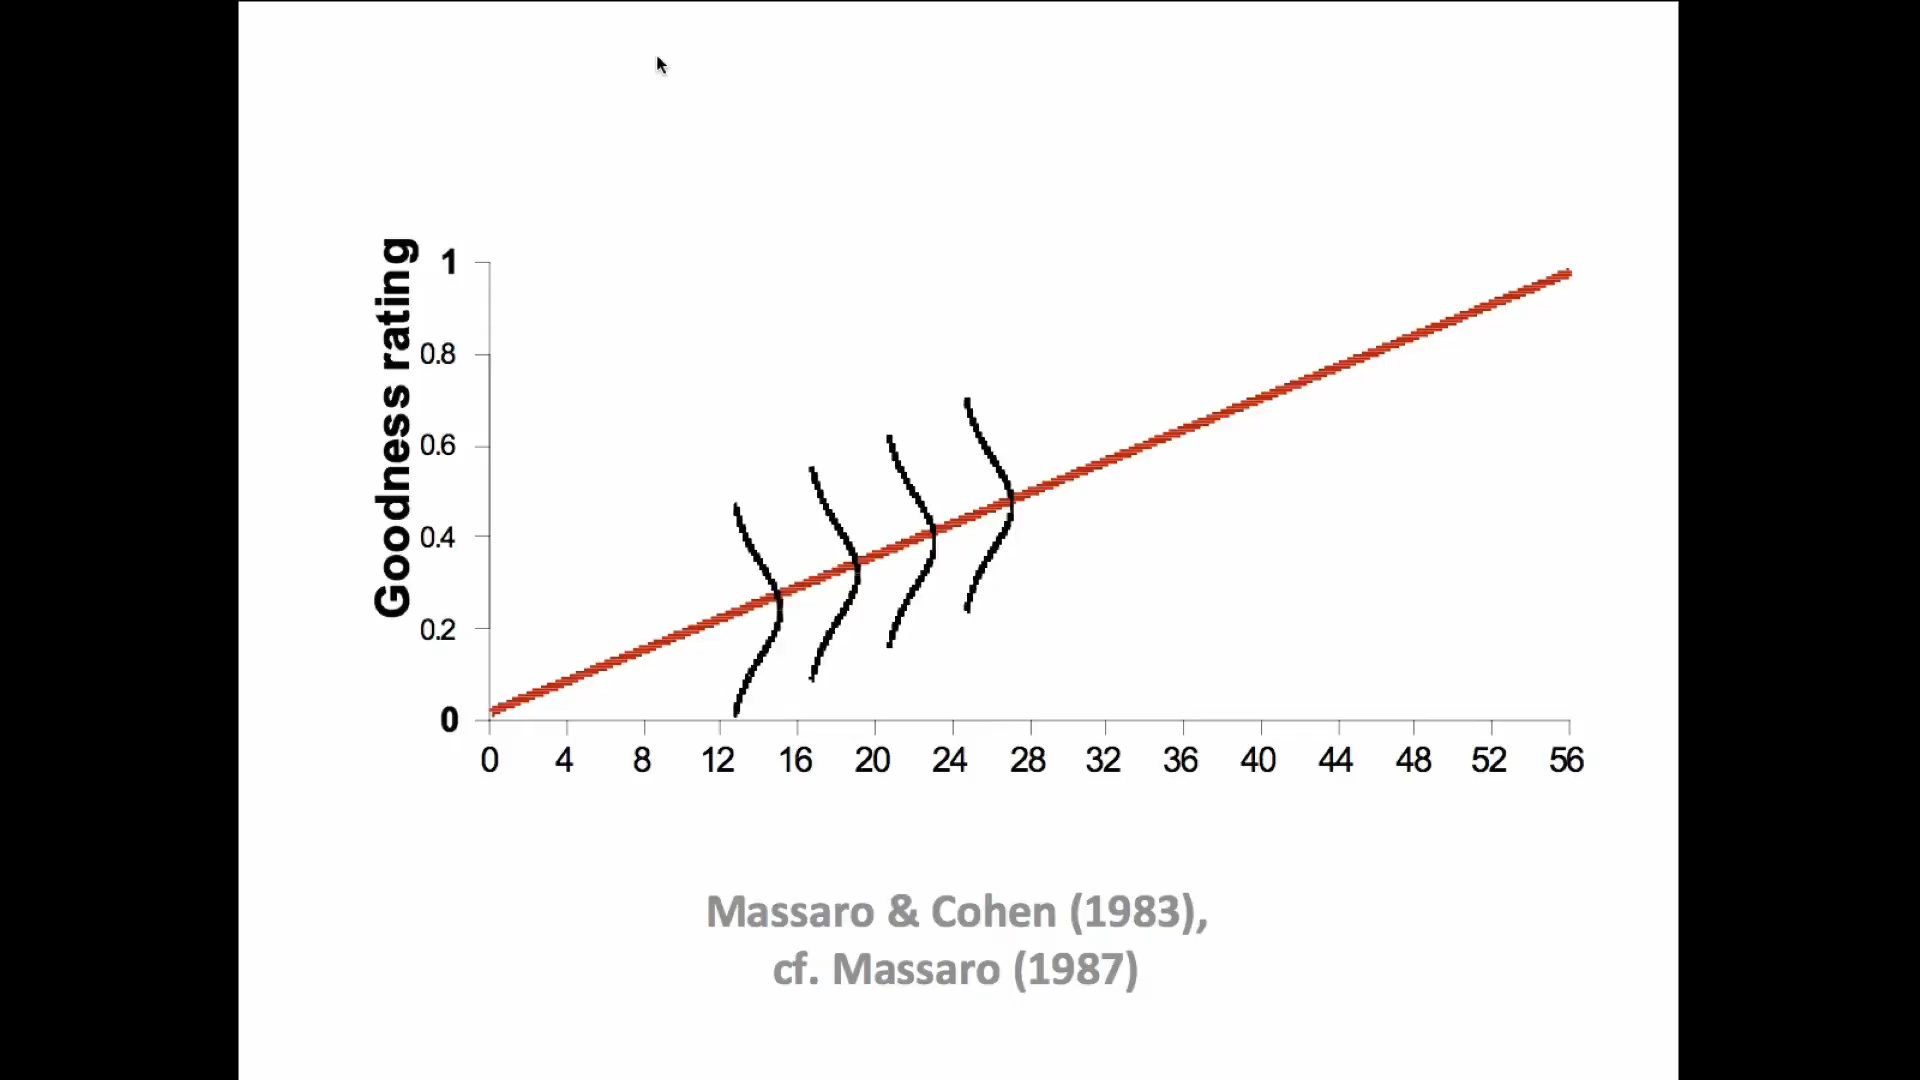 Goodness rating
1
0.8
0.6
0.4
0.2
0
0 4 8 12 16 20 24 28 32 36 40 44 48 52 56
Massaro & Cohen (1983),
cf. Massaro (1987)